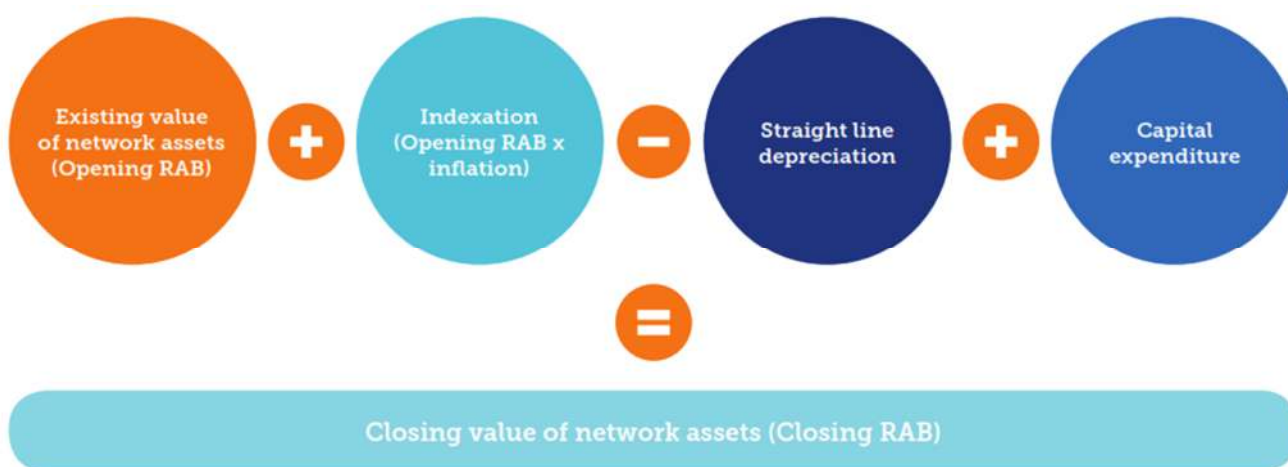 Existing value
of network assets
(Opening RAB)
+
Indexation
(Opening RAB x
inflation)
-
Straight line
depreciation
+
Capital
expenditure
=
Closing value of network assets (Closing RAB)